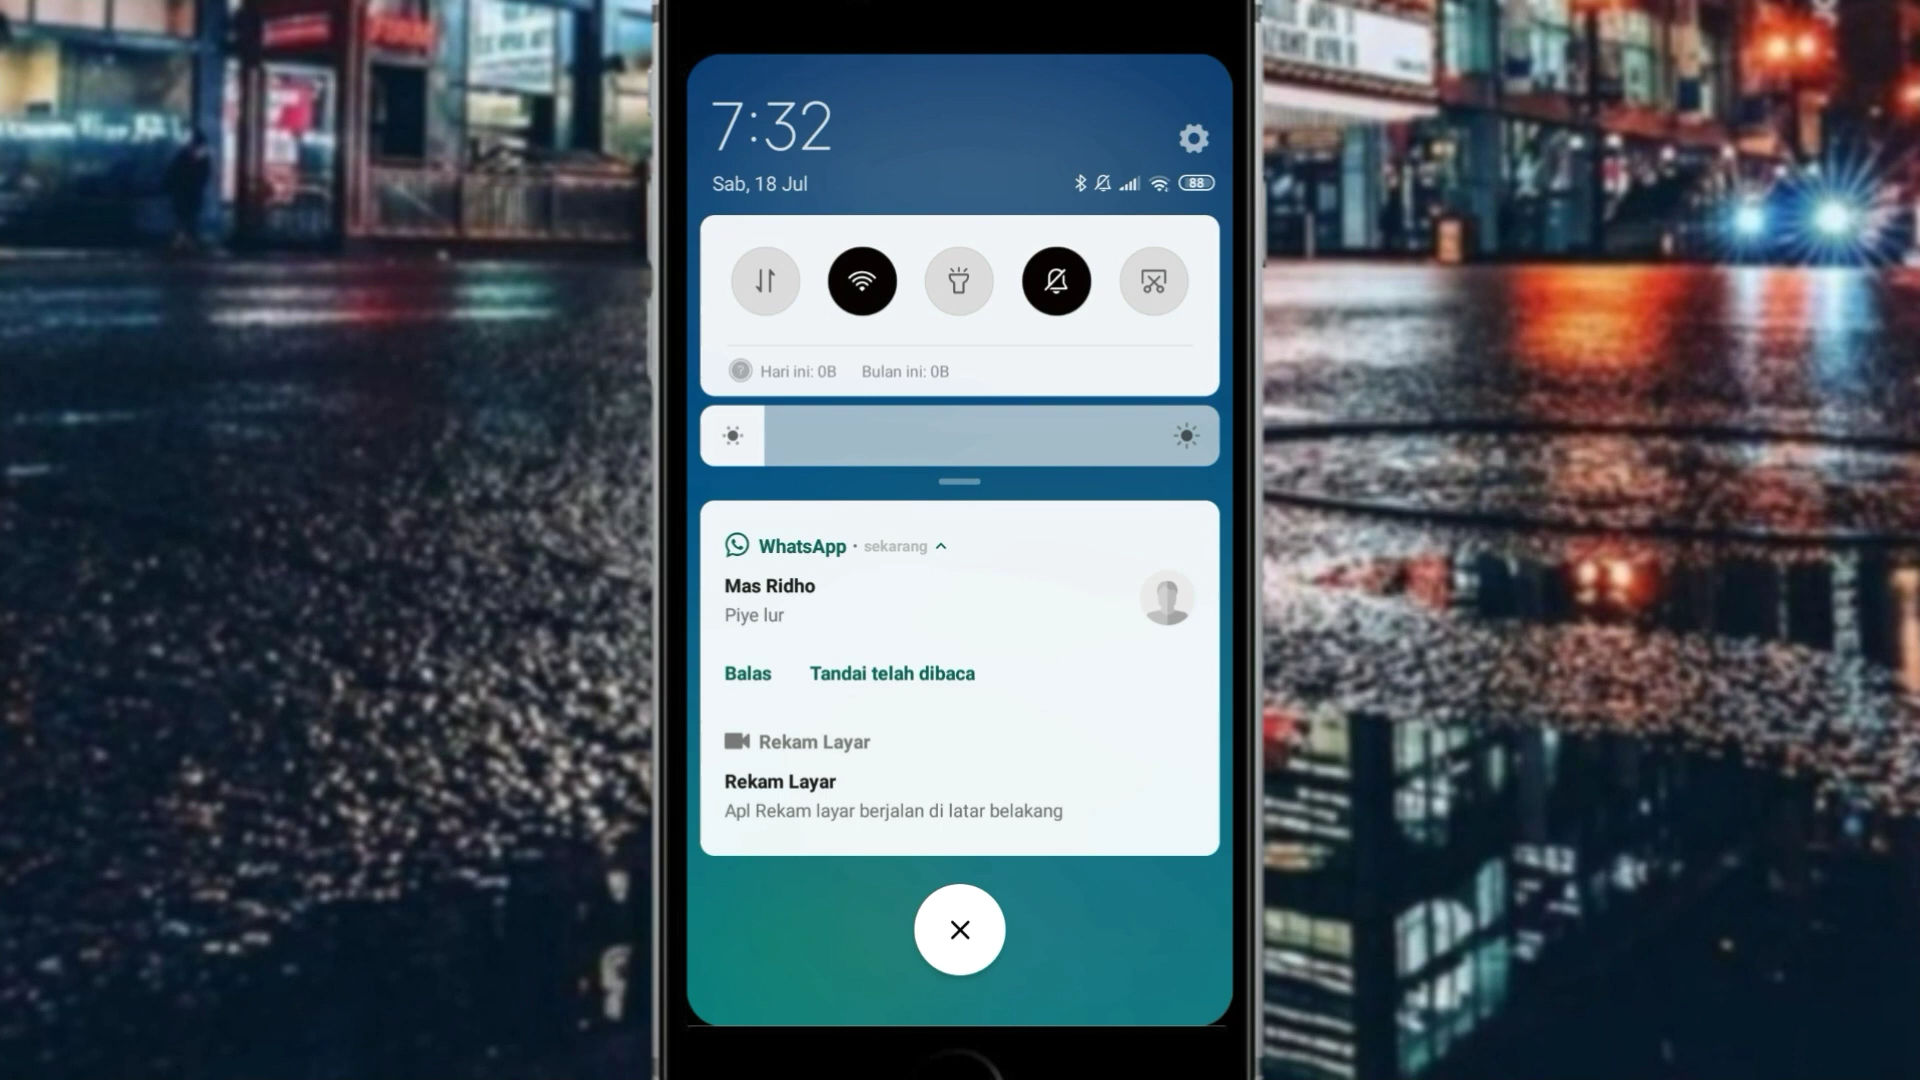 7:32
Sab, 18 Jul
88
Hari ini: 0B Bulan ini: 0B
WhatsApp · sekarang
Mas Ridho
Piye lur
Balas Tandai telah dibaca
Rekam Layar
Rekam Layar
Apl Rekam layar berjalan di latar belakang